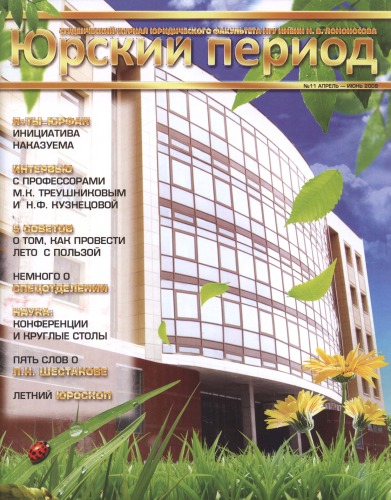 СТУДЕНЧЕСКИЙ ЖУРНАЛ ЮРИДИЧЕСКОГО ФАКУЛЬТЕТА МГУ ИМЕНИ М. В. ЛОМОНОСОВА
Юрский период
№11 АПРЕЛЬ — ИЮНЬ 2008
ИНИЦИАТИВА
НАКАЗУЕМА
ИНТЕРВЬЮ
С ПРОФЕССОРАМИ
М.К. ТРЕУШНИКОВЫМ
И Н.Ф. КУЗНЕЦОВОЙ
5 СОВЕТОВ
О ТОМ, КАК ПРОВЕСТИ
ЛЕТО С ПОЛЬЗОЙ
НЕМНОГО О
СПЕЦОТДЕЛЕНИИ
НАУКА:
КОНФЕРЕНЦИИ
И КРУГЛЫЕ СТОЛЫ
ПЯТЬ СЛОВ О
ШЕСТАКОВЕ
ЛЕТНИЙ ЮРОСКОП